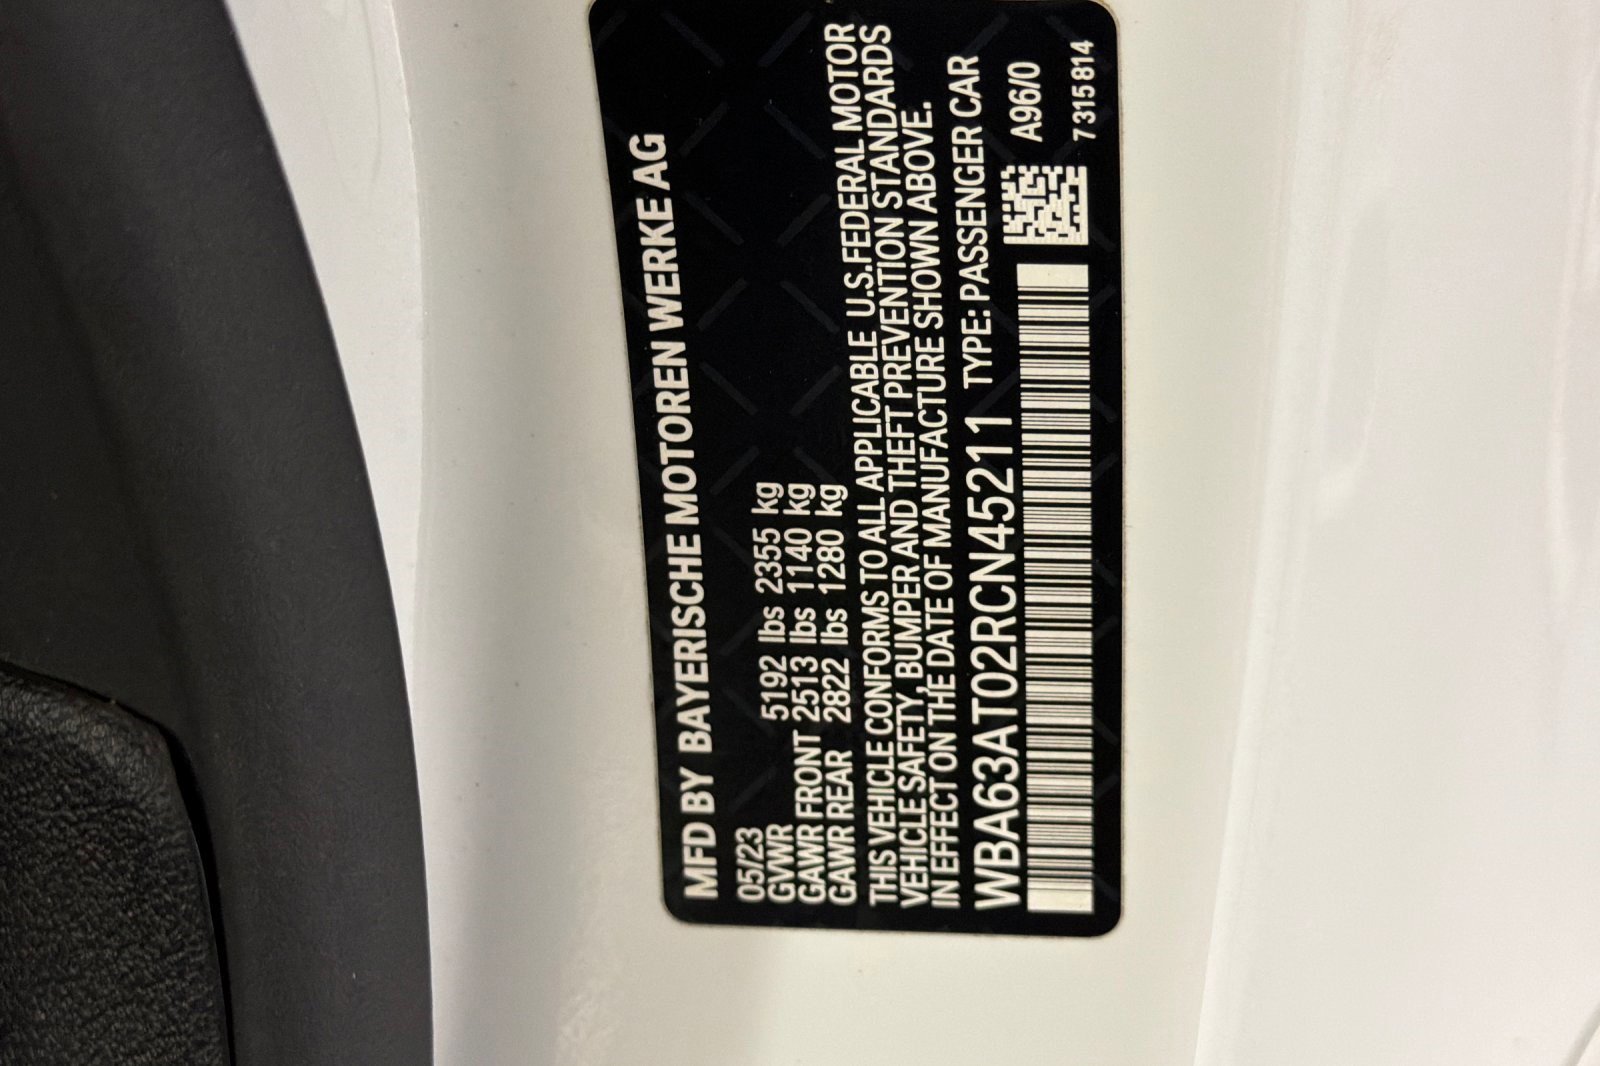 MFD BY BAYERISCHE MOTOREN WERKE AG
05/23
GVWR 5192 lbs 2355 kg
GAWR FRONT 2513 lbs 1140 kg
GAWR REAR 2822 lbs 1280 kg
THIS VEHICLE CONFORMS TO ALL APPLICABLE U.S.FEDERAL MOTOR
VEHICLE SAFETY, BUMPER AND THEFT PREVENTION STANDARDS
IN EFFECT ON THE DATE OF MANUFACTURE SHOWN ABOVE.
WBA63AT02RCN45211 TYPE: PASSENGER CAR
A96/0
7315814